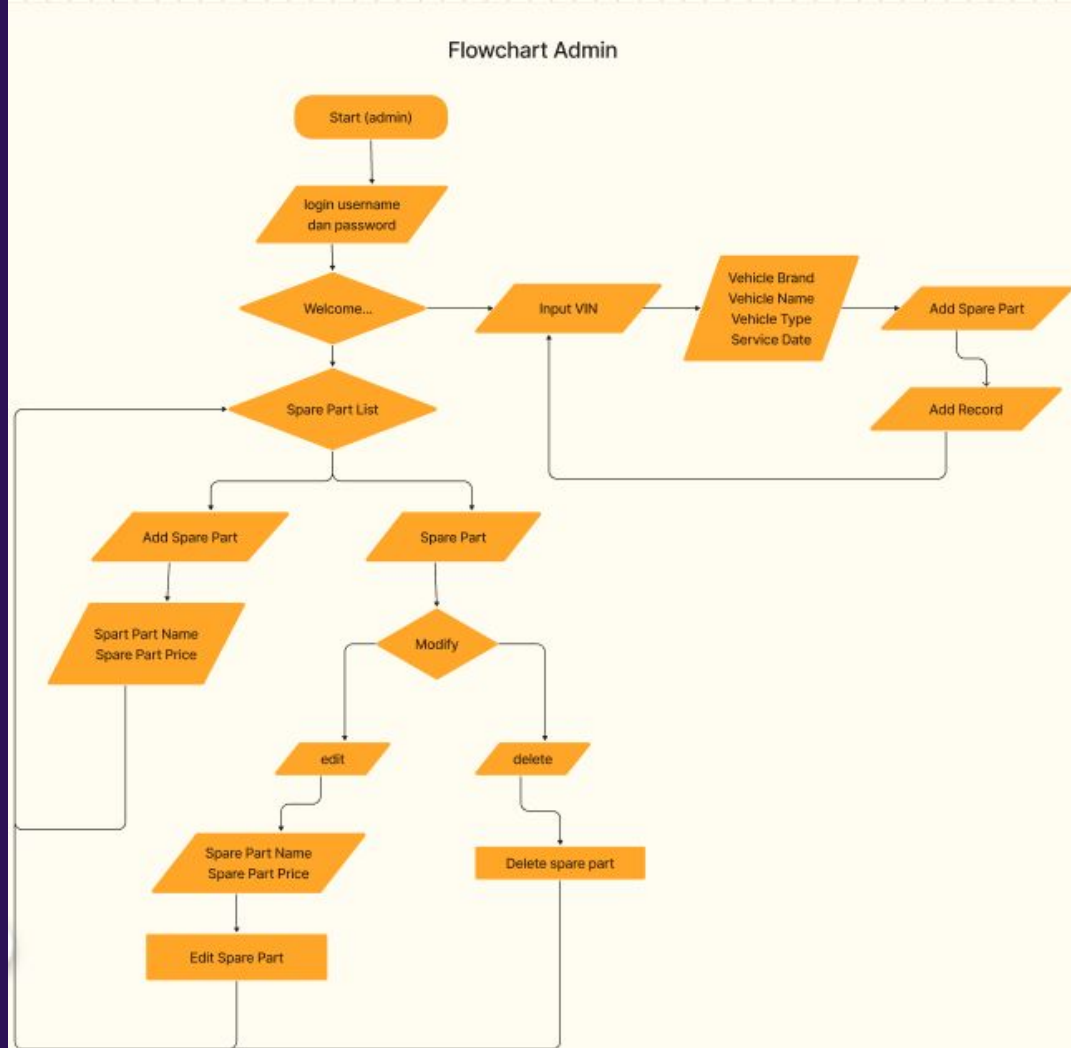 Flowchart Admin
Start (admin)
login username
dan password
Welcome...
Input VIN
Vehicle Brand
Vehicle Name
Vehicle Type
Service Date
Add Spare Part
Add Record
Spare Part List
Add Spare Part
Spare Part
Spart Part Name
Spare Part Price
Modify
edit
delete
Spare Part Name
Spare Part Price
Delete spare part
Edit Spare Part